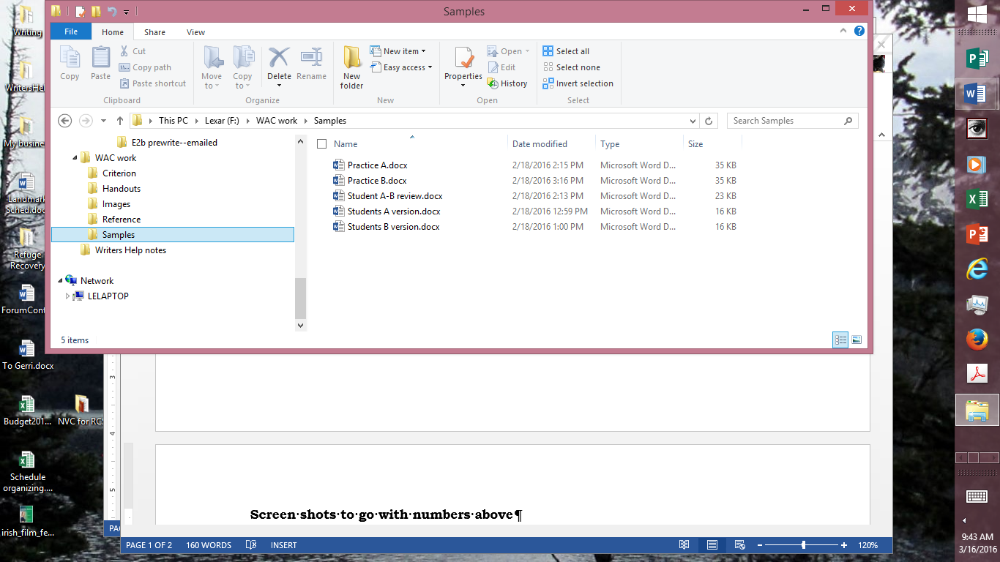 Samples
File Home Share View
Copy
Paste
Cut
Copy path
Paste shortcut
Clipboard
Move to
Copy to
Delete
Rename
Organize
New folder
New item
Easy access
New
Properties
Open
Edit
History
Open
Select all
Select none
Invert selection
Select
This PC Lexar (F:) WAC work Samples
Search Samples
E2b prewrite--emailed
WAC work
Criterion
Handouts
Images
Reference
Samples
Writers Help notes
Network
LELAPTOP
Name Date modified Type Size
Practice A.docx 2/18/2016 2:15 PM Microsoft Word D... 35 KB
Practice B.docx 2/18/2016 3:16 PM Microsoft Word D... 35 KB
Student A-B review.docx 2/18/2016 2:13 PM Microsoft Word D... 23 KB
Students A version.docx 2/18/2016 12:59 PM Microsoft Word D... 16 KB
Students B version.docx 2/18/2016 1:00 PM Microsoft Word D... 16 KB
5 items
Writing
WritersHel
My busine
Landmark
Sched.doc
Refuge
Recovery
ForumCont
To Gerri.docx
Budget201...
NVC for RCS
Schedule
organizing....
irish_film_fe...
3
4
5
Screen·shots·to·go·with·numbers·above¶
PAG
PAGE 1 OF 2 160 WORDS INSERT 120%
9:43 AM
3/16/2016